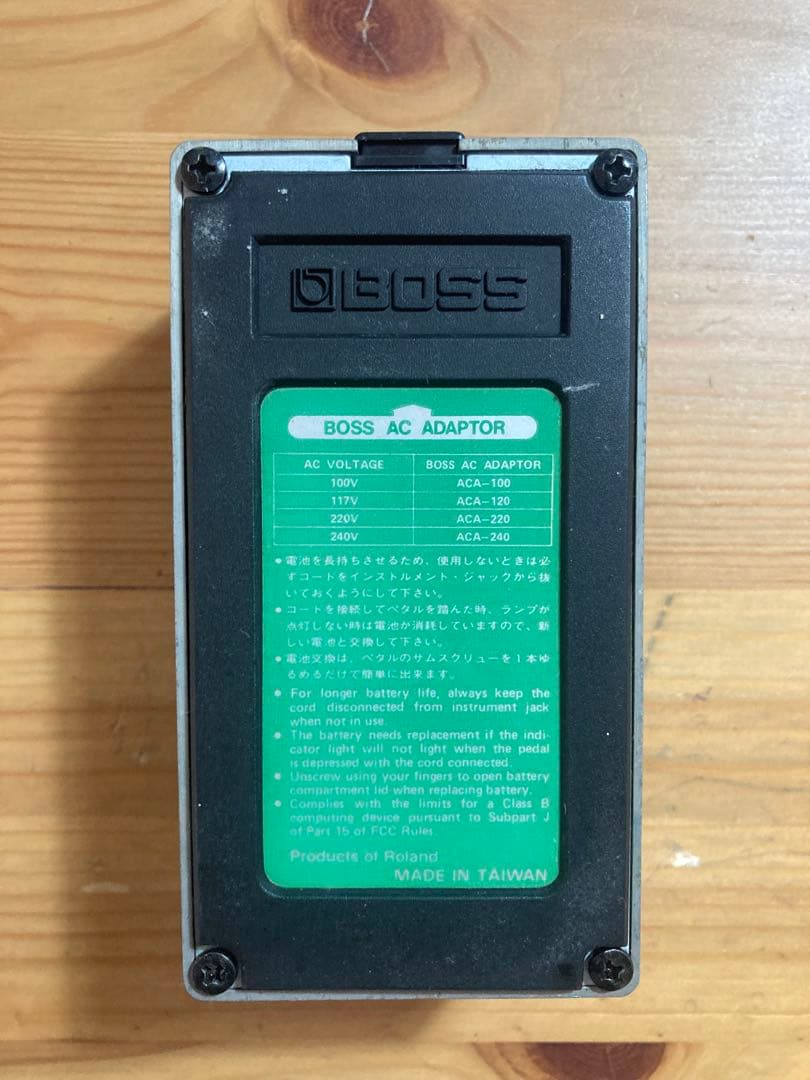 BOSS
BOSS AC ADAPTOR
AC VOLTAGE BOSS AC ADAPTOR
100V ACA-100
117V ACA-120
220V ACA-220
240V ACA-240
●電池を長持ちさせるため、使用しないときは必
ずコードをインストルメント・ジャックから抜
いておくようにして下さい。
●コードを接続してペダルを踏んだ時、ランプが
点灯しない時は電池が消耗していますので、新
しい電池と交換して下さい。
●電池交換は、ペダルのサムスクリューを1本ゆ
るめるだけで簡単に出来ます。
● For longer battery life, always keep the
cord disconnected from instrument jack
when not in use.
● The battery needs replacement if the indi-
cator light will not light when the pedal
is depressed with the cord connected.
● Unscrew using your fingers to open battery
compartment lid when replacing battery.
● Complies with the limits for a Class B
computing device pursuant to Subpart J
of Part 15 of FCC Rules.
Products of Roland
MADE IN TAIWAN